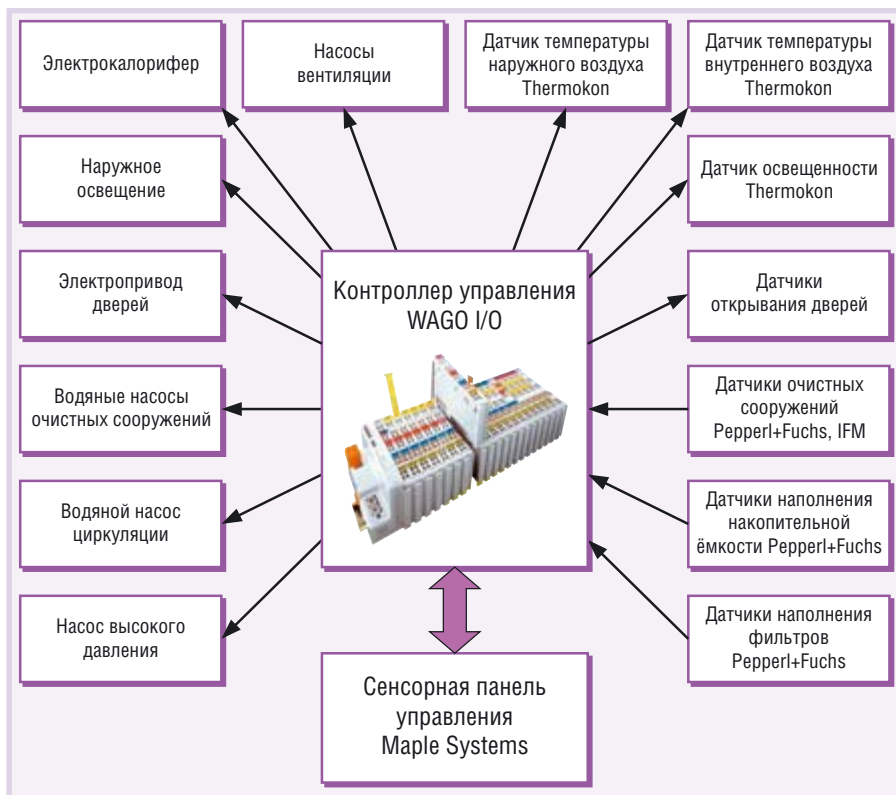 Электрокалорифер
Насосы
вентиляции
Датчик температуры
наружного воздуха
Thermokon
Датчик температуры
внутреннего воздуха
Thermokon
Наружное
освещение
Датчик освещенности
Thermokon
Электропривод
дверей
Контроллер управления
WAGO I/O
Датчики
открывания дверей
Водяные насосы
очистных сооружений
Датчики очистных
сооружений
Pepperl+Fuchs, IFM
Водяной насос
циркуляции
Датчики наполнения
накопительной
ёмкости Pepperl+Fuchs
Насос высокого
давления
Датчики наполнения
фильтров
Pepperl+Fuchs
Сенсорная панель
управления
Maple Systems